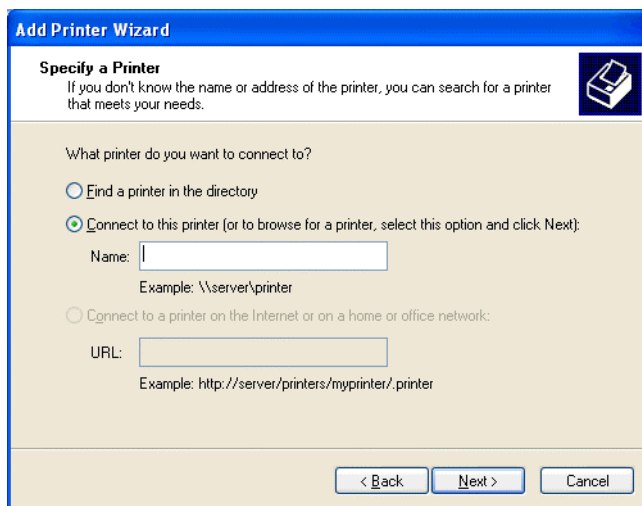 Add Printer Wizard
Specify a Printer
If you don't know the name or address of the printer, you can search for a printer
that meets your needs.
What printer do you want to connect to?
Find a printer in the directory
Connect to this printer (or to browse for a printer, select this option and click Next):
Name:
Example: \\server\printer
Connect to a printer on the Internet or on a home or office network:
URL:
Example: http://server/printers/myprinter/.printer
< Back Next > Cancel